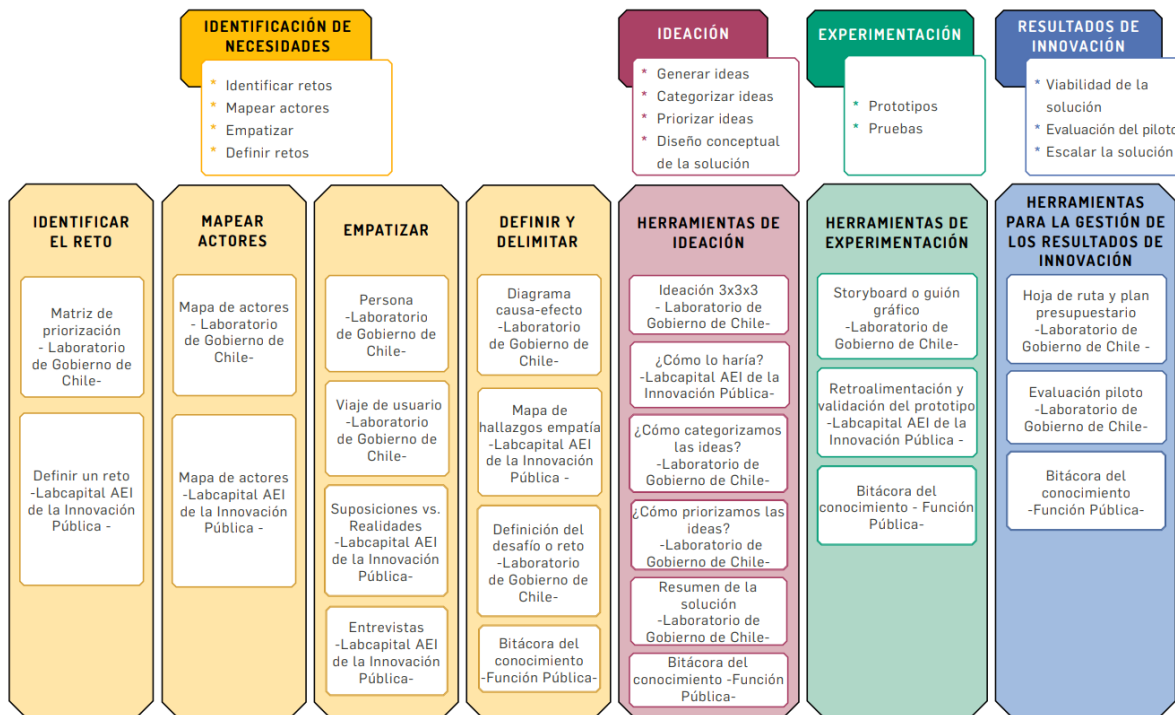 IDENTIFICACIÓN DE
NECESIDADES
* Identificar retos
* Mapear actores
* Empatizar
* Definir retos
IDEACIÓN
* Generar ideas
* Categorizar ideas
* Priorizar ideas
* Diseño conceptual
de la solución
EXPERIMENTACIÓN
* Prototipos
* Pruebas
RESULTADOS DE
INNOVACIÓN
* Viabilidad de la
solución
* Evaluación del piloto
* Escalar la solución
IDENTIFICAR
EL RETO
Matriz de
priorización
- Laboratorio
de Gobierno de
Chile-
Definir un reto
-Labcapital AEI
de la Innovación
Pública -
MAPEAR
ACTORES
Mapa de actores
- Laboratorio
de Gobierno de
Chile-
Mapa de actores
-Labcapital AEI
de la Innovación
Pública -
EMPATIZAR
Persona
-Laboratorio
de Gobierno de
Chile-
Viaje de usuario
-Laboratorio
de Gobierno de
Chile-
Suposiciones vs.
Realidades
-Labcapital AEI
de la Innovación
Pública-
Entrevistas
-Labcapital AEI
de la Innovación
Pública-
DEFINIR Y
DELIMITAR
Diagrama
causa-efecto
-Laboratorio
de Gobierno de
Chile-
Mapa de
hallazgos empatía
-Labcapital AEI
de la Innovación
Pública -
Definición del
desafío o reto
-Laboratorio
de Gobierno de
Chile-
Bitácora del
conocimiento
-Función Pública-
HERRAMIENTAS DE
IDEACIÓN
Ideación 3x3x3
- Laboratorio de
Gobierno de Chile-
¿Cómo lo haría?
-Labcapital AEI de la
Innovación Pública-
¿Cómo categorizamos
las ideas?
-Laboratorio de
Gobierno de Chile-
¿Cómo priorizamos las
ideas?
-Laboratorio de
Gobierno de Chile-
Resumen de la
solución
-Laboratorio de
Gobierno de Chile-
Bitácora del
conocimiento -Función
Pública-
HERRAMIENTAS DE
EXPERIMENTACIÓN
Storyboard o guión
gráfico
-Laboratorio de
Gobierno de Chile-
Retroalimentación y
validación del prototipo
-Labcapital AEI de la
Innovación Pública -
Bitácora del
conocimiento - Función
Pública-
HERRAMIENTAS
PARA LA GESTIÓN DE
LOS RESULTADOS DE
INNOVACIÓN
Hoja de ruta y plan
presupuestario
-Laboratorio de
Gobierno de Chile -
Evaluación piloto
-Laboratorio de
Gobierno de Chile-
Bitácora del
conocimiento
-Función Pública-